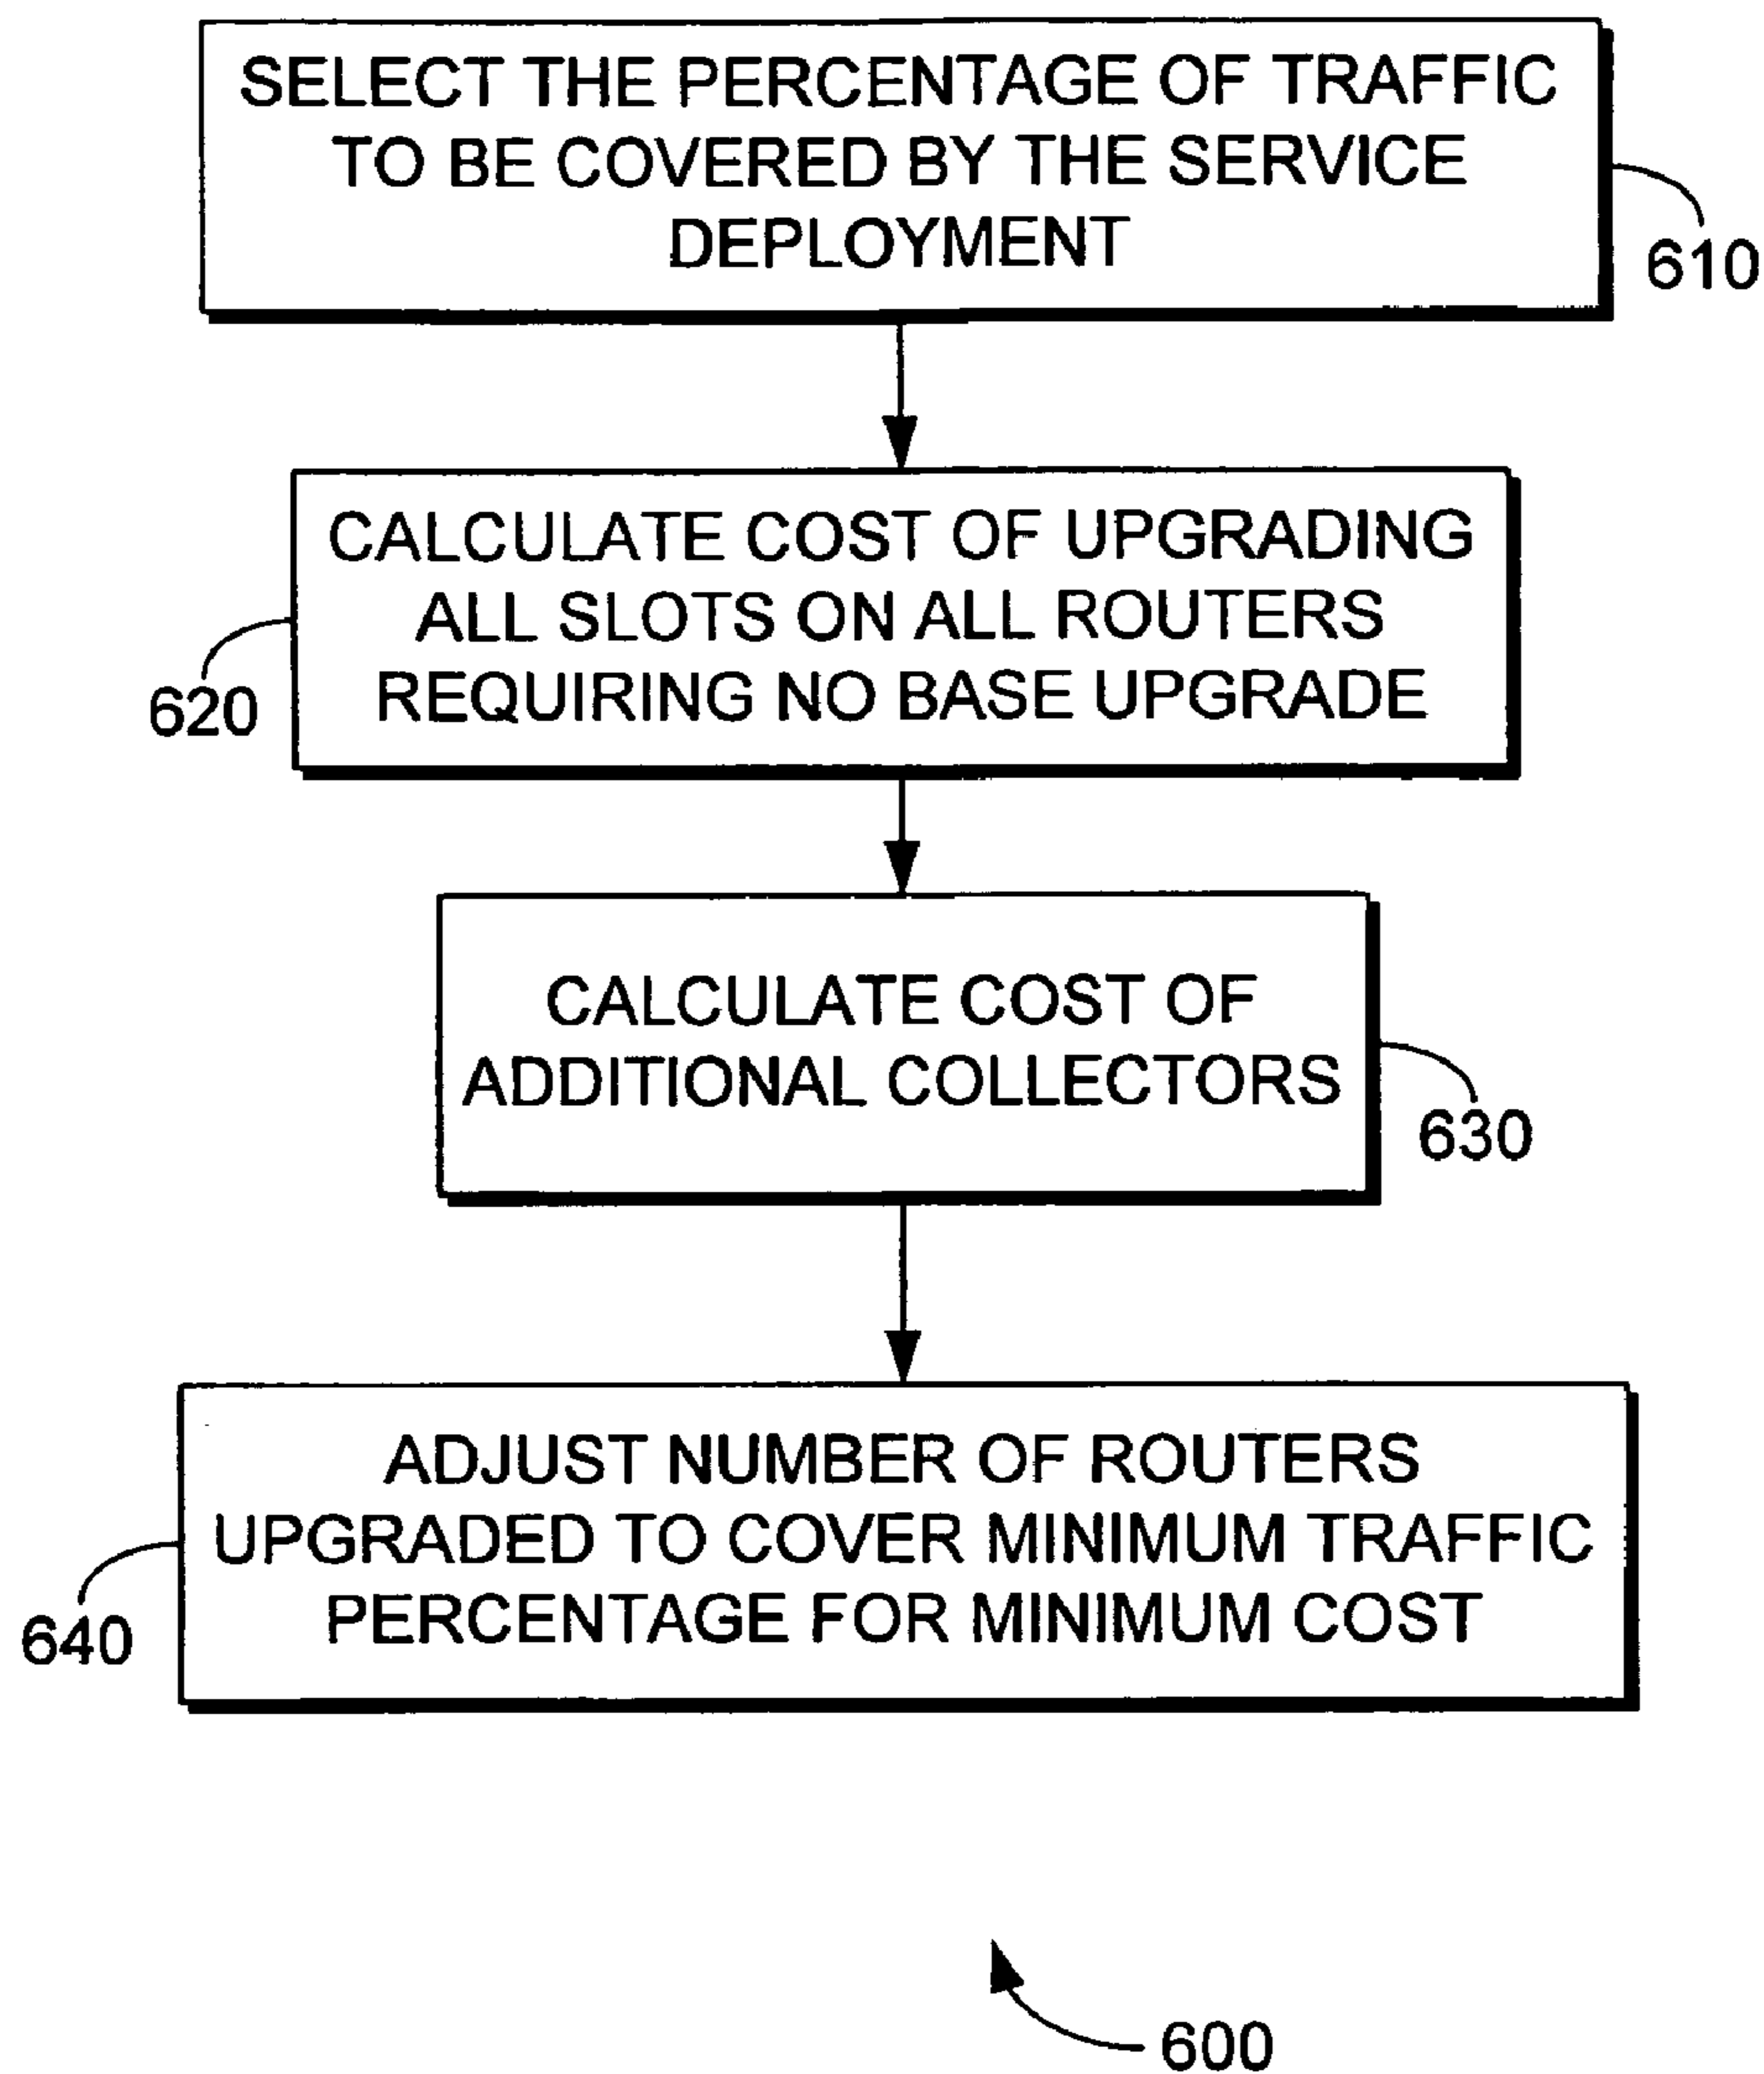 SELECT THE PERCENTAGE OF TRAFFIC
TO BE COVERED BY THE SERVICE
DEPLOYMENT
610
CALCULATE COST OF UPGRADING
ALL SLOTS ON ALL ROUTERS
REQUIRING NO BASE UPGRADE
620
CALCULATE COST OF
ADDITIONAL COLLECTORS
630
ADJUST NUMBER OF ROUTERS
UPGRADED TO COVER MINIMUM TRAFFIC
PERCENTAGE FOR MINIMUM COST
640
600